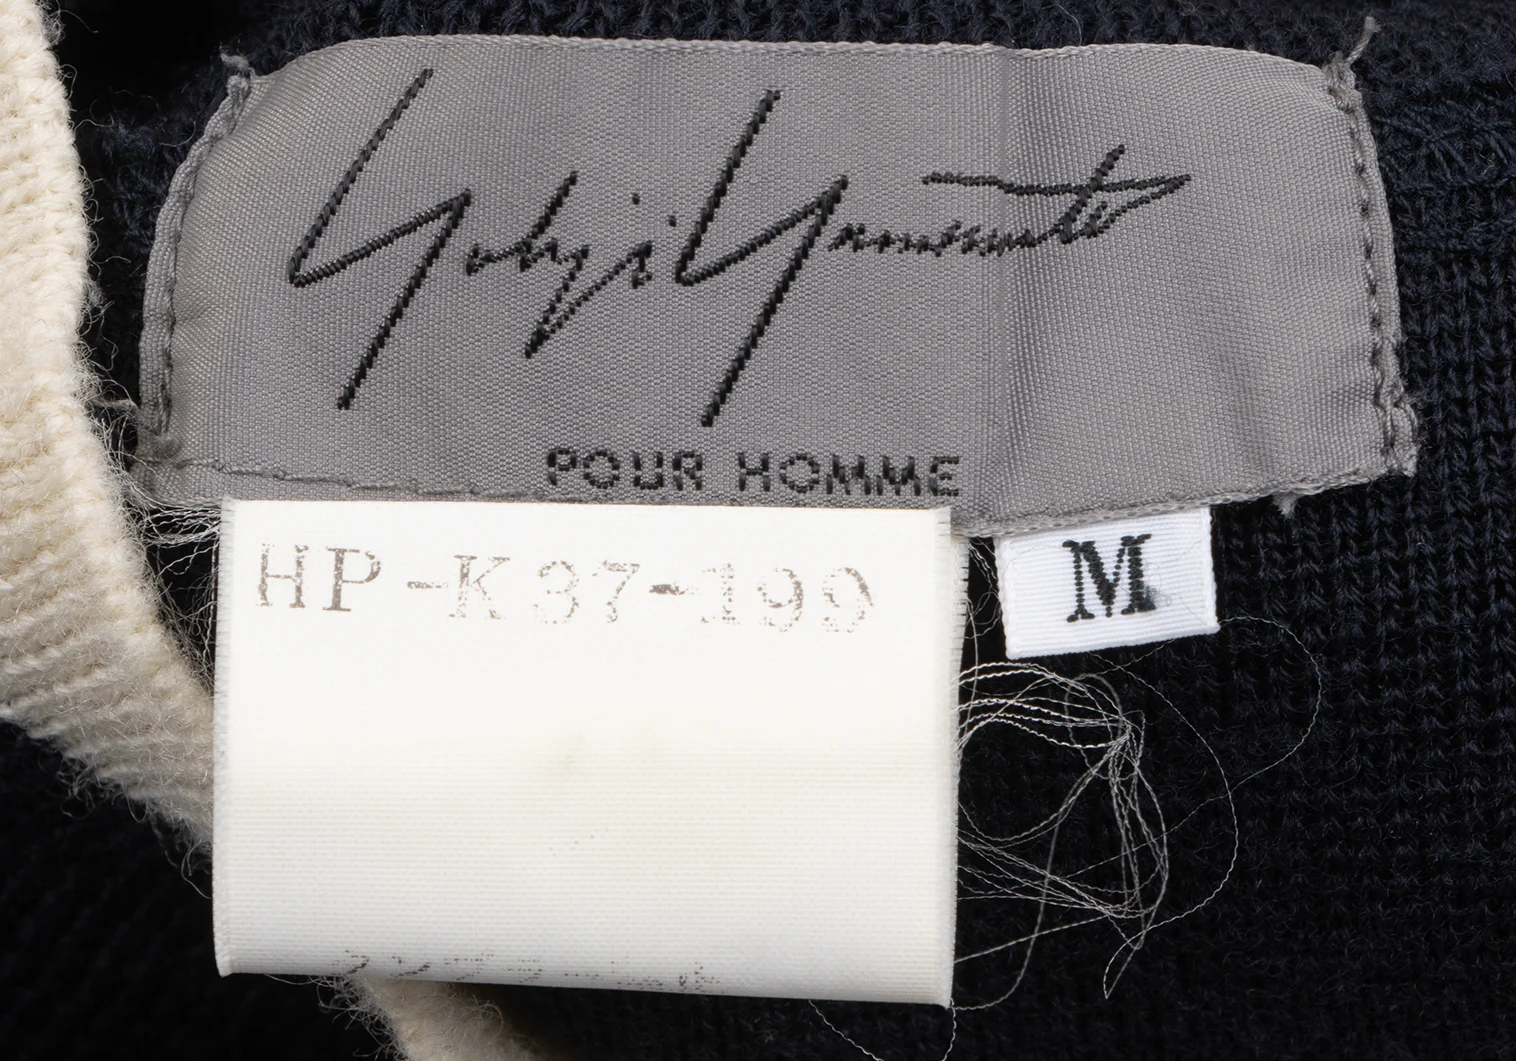 Yohji Yamamoto
POUR HOMME
HP-K37-199
M